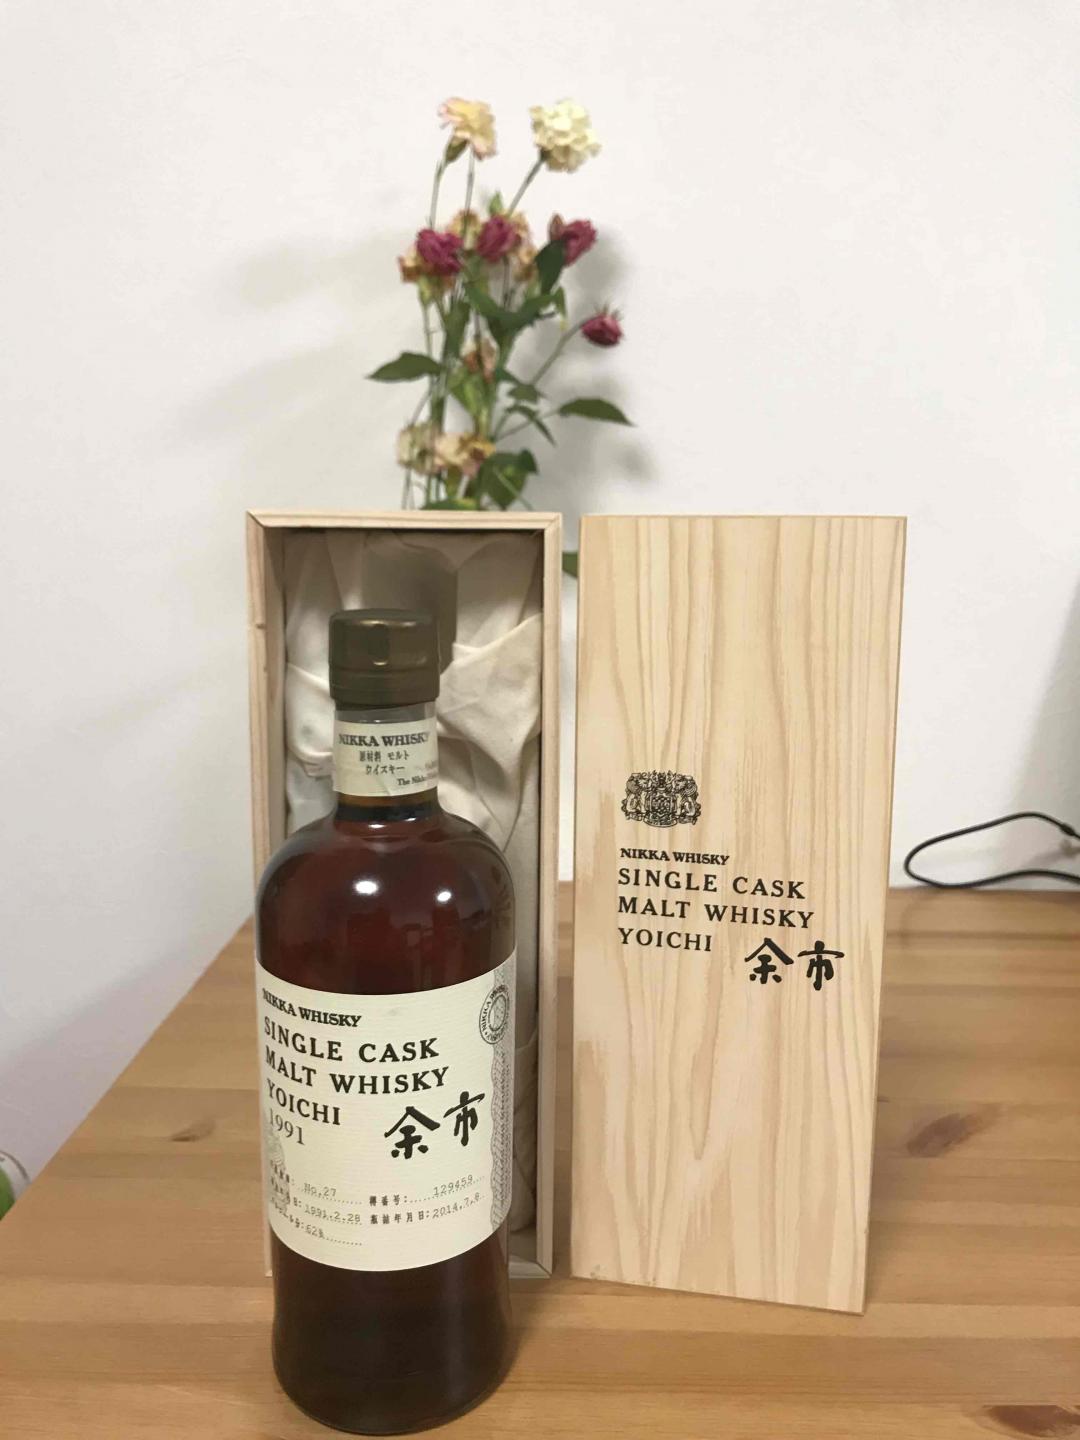 NIKKA WHISKY
原材料 モルト
ウイスキー
The Nikka
NIKKA WHISKY
SINGLE CASK
MALT WHISKY
YOICHI
余市
1991
No.27
樽番号: 129459
1991.2.28 瓶詰年月日: 2014.7.8
62%
NIKKA WHISKY
SINGLE CASK
MALT WHISKY
YOICHI
余市